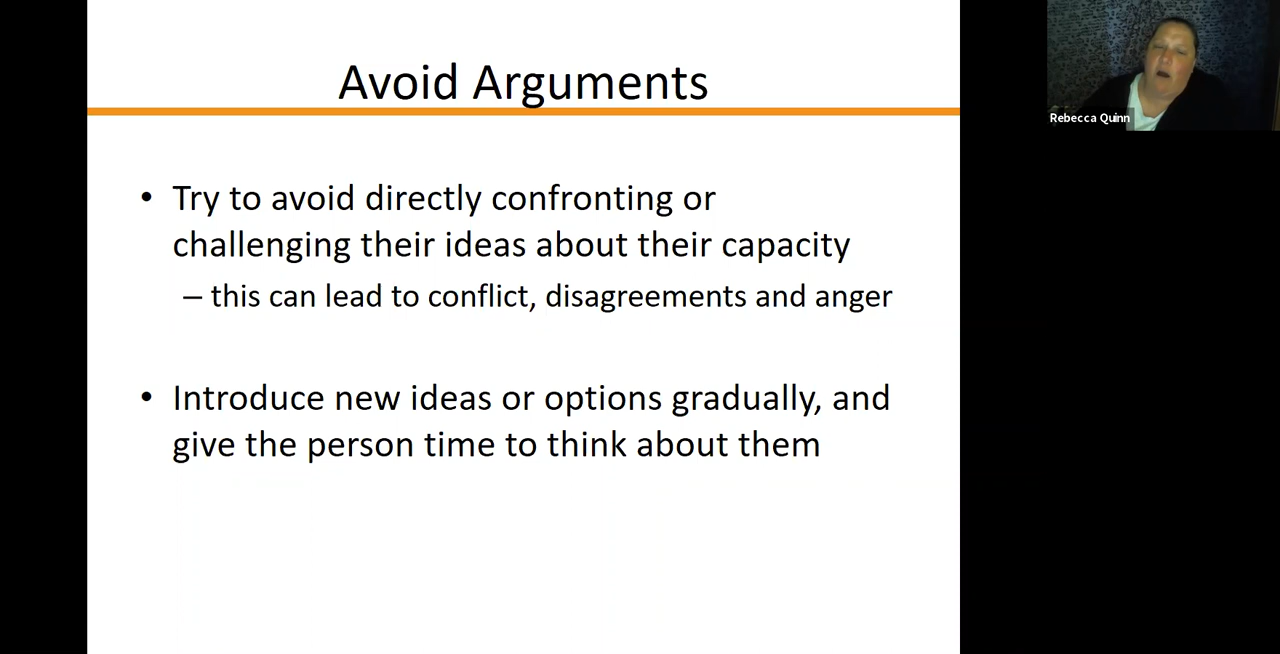 Avoid Arguments
• Try to avoid directly confronting or
challenging their ideas about their capacity
– this can lead to conflict, disagreements and anger
• Introduce new ideas or options gradually, and
give the person time to think about them
Rebecca Quinn